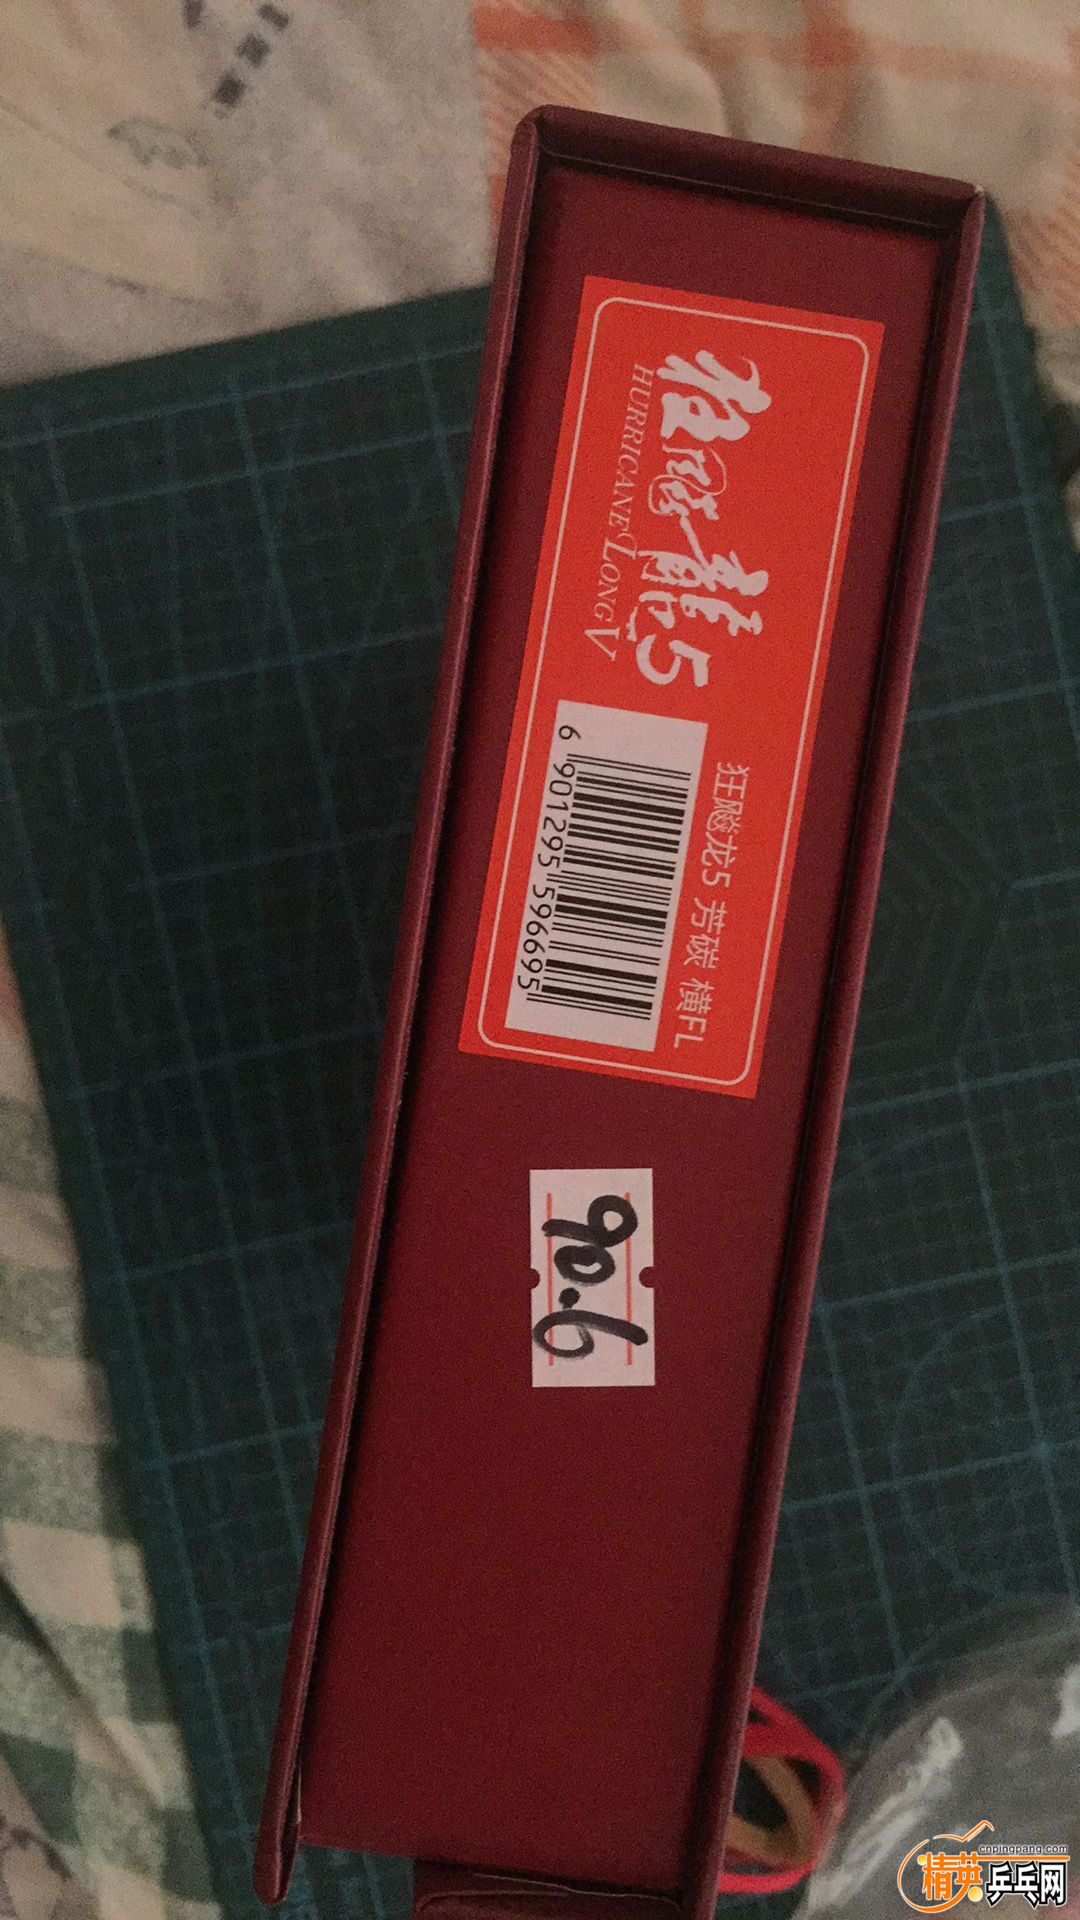 狂飚龍5
HURRICANE LONG V
狂飚龙5 芳碳 横FL
6 901295 596695
90.6
cnpingpang.com
精英乒乓网